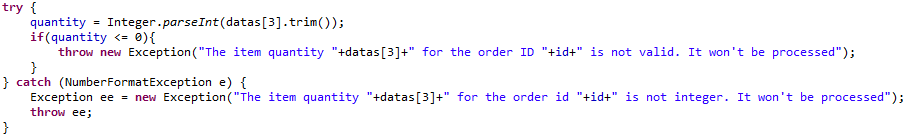 try {
    quantity = Integer.parseInt(datas[3].trim());
    if(quantity <= 0){
        throw new Exception("The item quantity "+datas[3]+" for the order ID "+id+" is not valid. It won't be processed");
    }
} catch (NumberFormatException e) {
    Exception ee = new Exception("The item quantity "+datas[3]+" for the order id "+id+" is not integer. It won't be processed");
    throw ee;
}